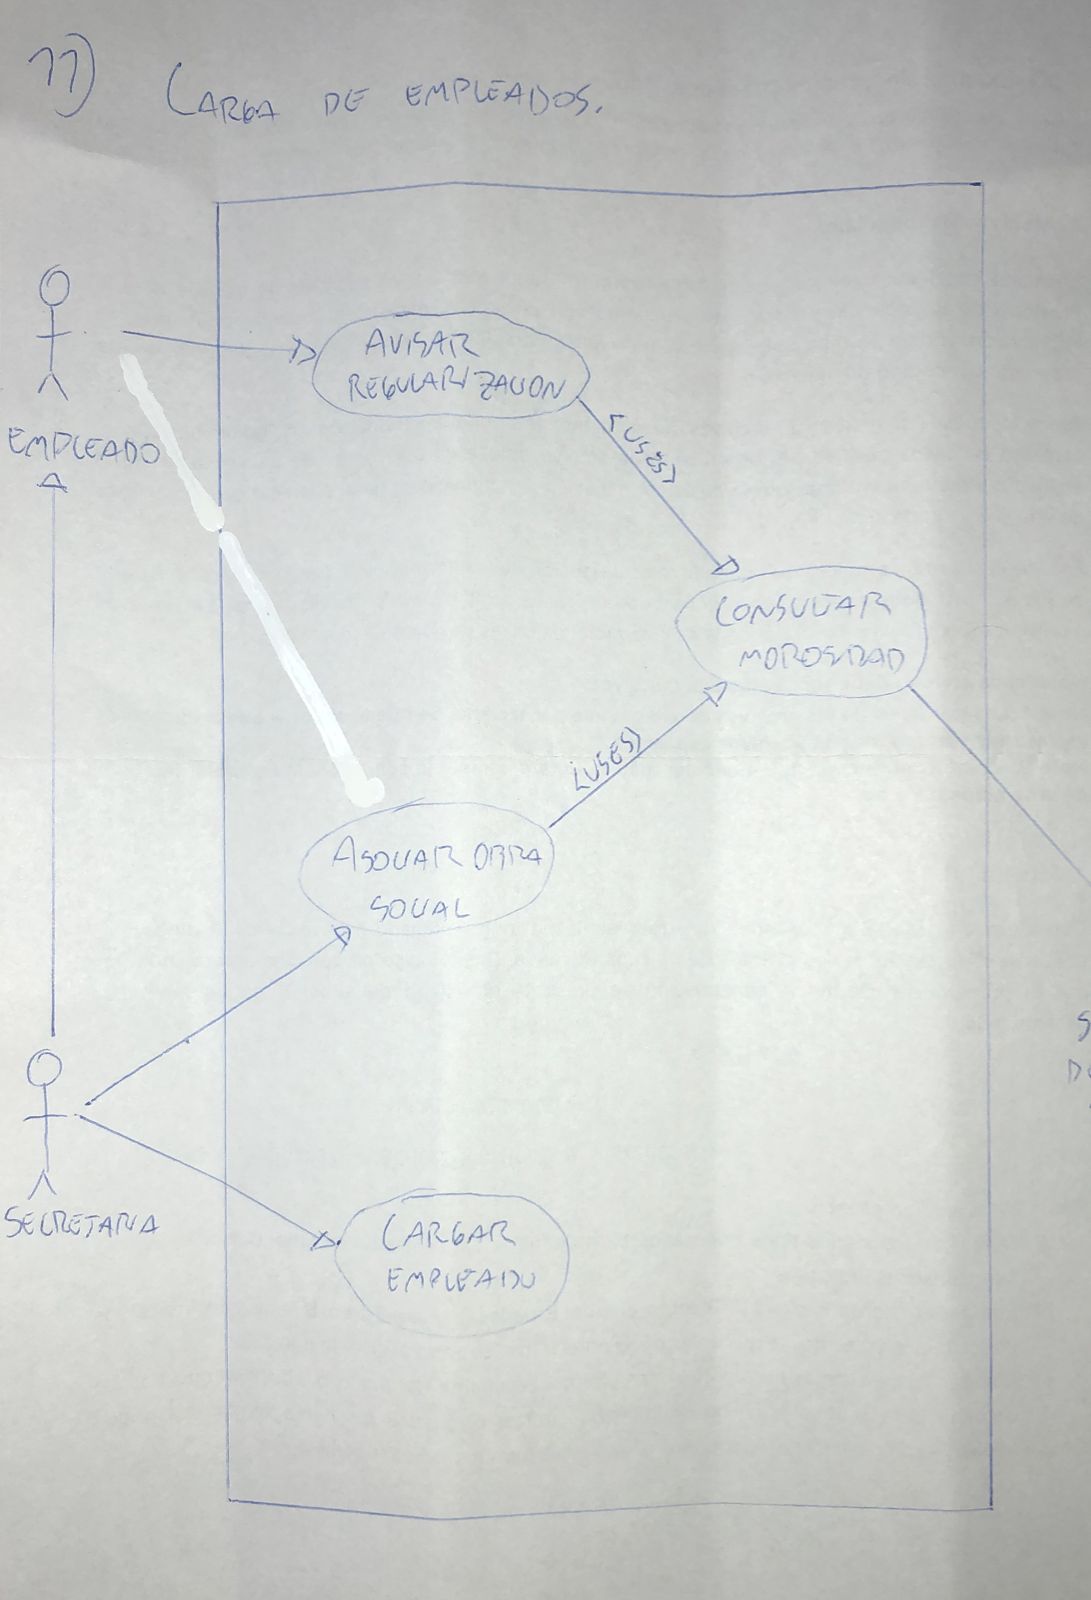 11) CARGA DE EMPLEADOS.
AVISAR
REGULARIZACION
EMPLEADO
<USES>
CONSULTAR
MOROSIDAD
<USES>
ASOCIAR OBRA
SOCIAL
SECRETARIA
CARGAR
EMPLEADO